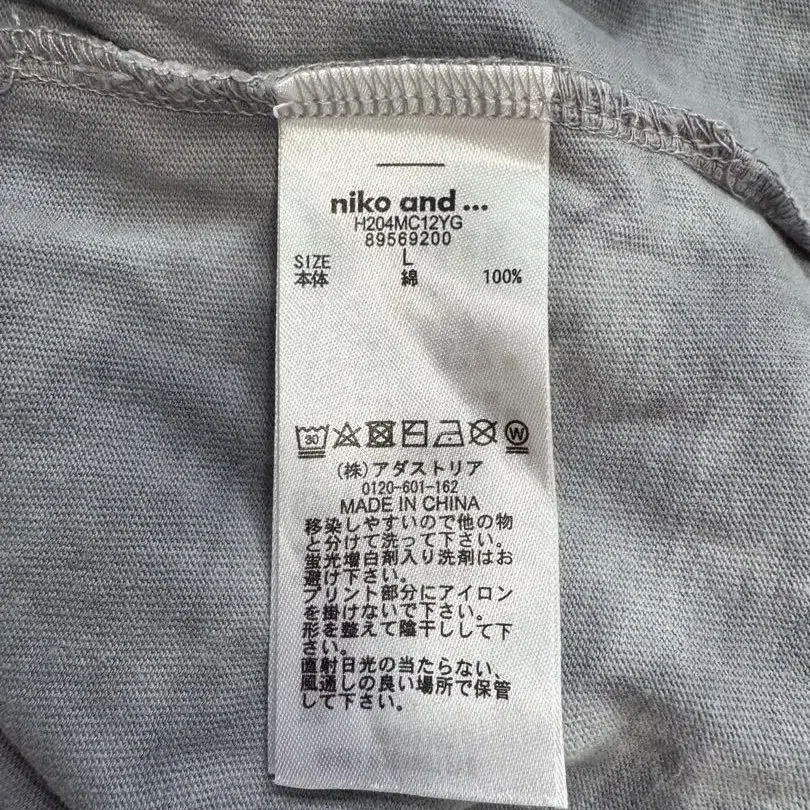 niko and ...
H204MC12YG
89569200
SIZE L
本体 綿 100%
30 W
(株)アダストリア
0120-601-162
MADE IN CHINA
移染しやすいので他の物
と分けて洗って下さい。
蛍光増白剤入り洗剤はお
避け下さい。
プリント部分にアイロン
を掛けないで下さい。
形を整えて陰干しして下
さい。
直射日光の当たらない、
風通しの良い場所で保管
して下さい。